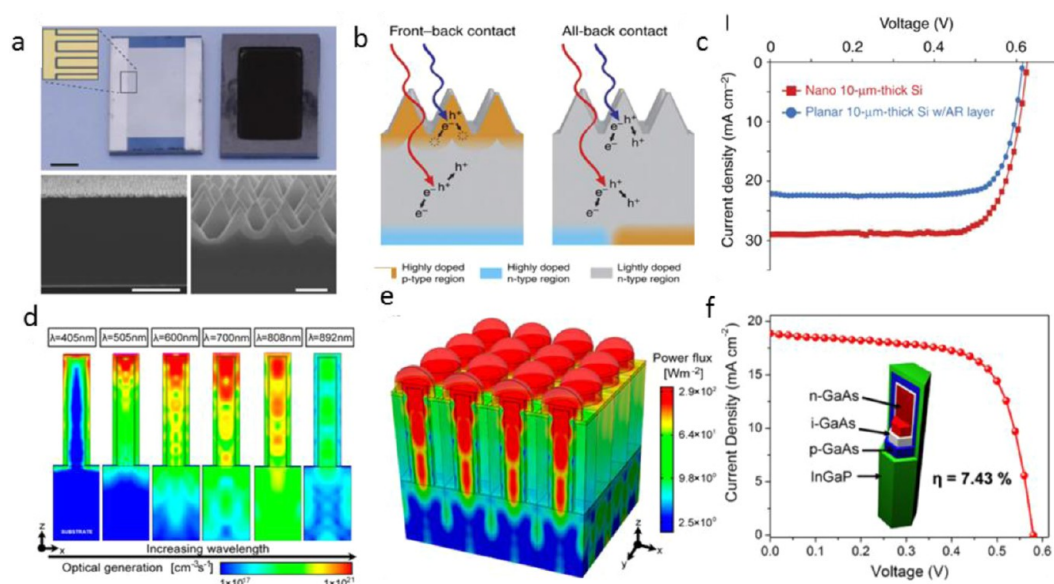 a
b
Front–back contact
All-back contact
h⁺
e⁻
h⁺
e⁻
h⁺
e⁻
e⁻
h⁺
e⁻
h⁺
e⁻
Highly doped
p-type region
Highly doped
n-type region
Lightly doped
n-type region
c
Voltage (V)
0
0.2
0.4
0.6
0
10
20
30
Current density (mA cm⁻²)
Nano 10-μm-thick Si
Planar 10-μm-thick Si w/AR layer
d
λ=405nm
λ=505nm
λ=600nm
λ=700nm
λ=808nm
λ=892nm
SUBSTRATE
z
x
Increasing wavelength
Optical generation [cm⁻³s⁻¹]
1×10¹⁷
1×10²¹
e
Power flux
[Wm⁻²]
2.9×10²
6.4×10¹
9.8×10⁰
2.5×10⁰
z
y
x
f
20
15
10
5
0
Current Density (mA cm⁻²)
n-GaAs
i-GaAs
p-GaAs
InGaP
η = 7.43 %
0.0
0.1
0.2
0.3
0.4
0.5
0.6
Voltage (V)